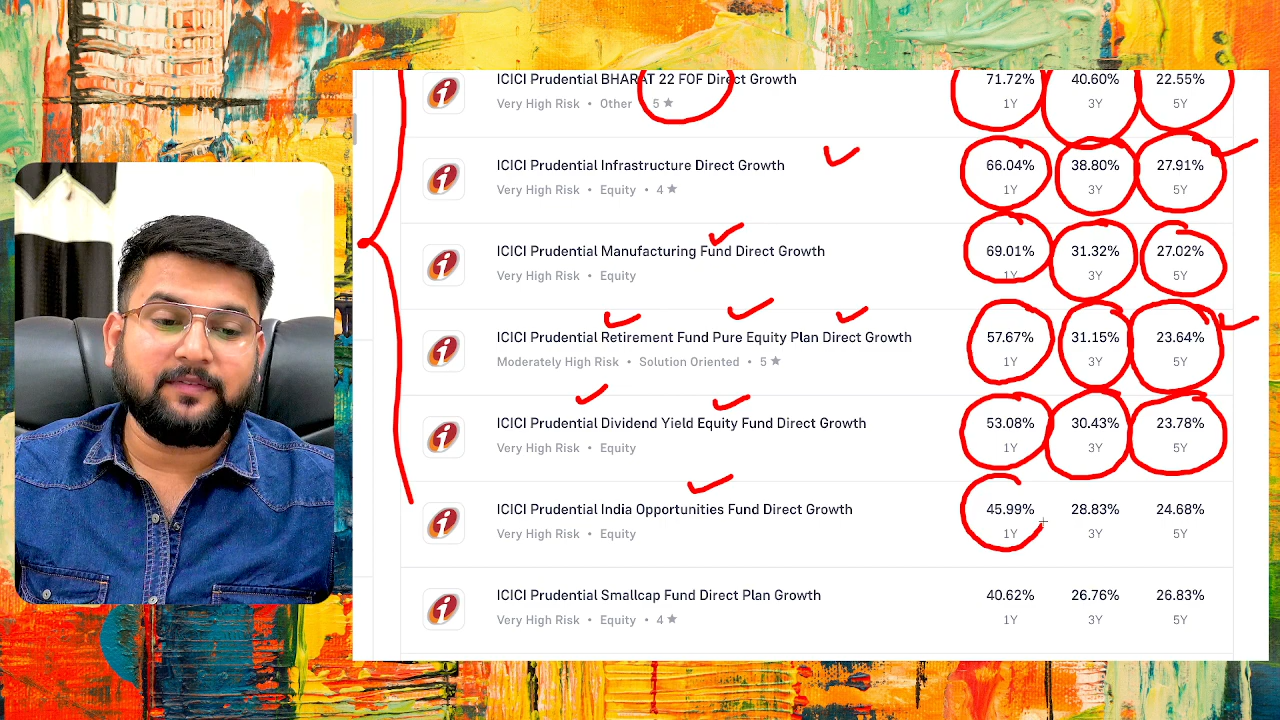 ICICI Prudential BHARAT 22 FOF Direct Growth 71.72% 40.60% 22.55%
Very High Risk • Other 5 ★ 1Y 3Y 5Y
ICICI Prudential Infrastructure Direct Growth 66.04% 38.80% 27.91%
Very High Risk • Equity • 4 ★ 1Y 3Y 5Y
ICICI Prudential Manufacturing Fund Direct Growth 69.01% 31.32% 27.02%
Very High Risk • Equity 1Y 3Y 5Y
ICICI Prudential Retirement Fund Pure Equity Plan Direct Growth 57.67% 31.15% 23.64%
Moderately High Risk • Solution Oriented • 5 ★ 1Y 3Y 5Y
ICICI Prudential Dividend Yield Equity Fund Direct Growth 53.08% 30.43% 23.78%
Very High Risk • Equity 1Y 3Y 5Y
ICICI Prudential India Opportunities Fund Direct Growth 45.99% 28.83% 24.68%
Very High Risk • Equity 1Y 3Y 5Y
ICICI Prudential Smallcap Fund Direct Plan Growth 40.62% 26.76% 26.83%
Very High Risk • Equity • 4 ★ 1Y 3Y 5Y